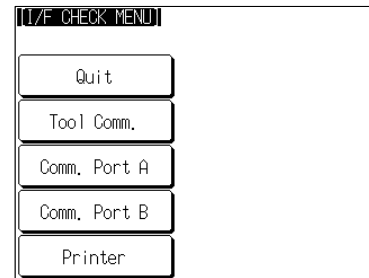 [I/F CHECK MENU]
Quit
Tool Comm.
Comm. Port A
Comm. Port B
Printer